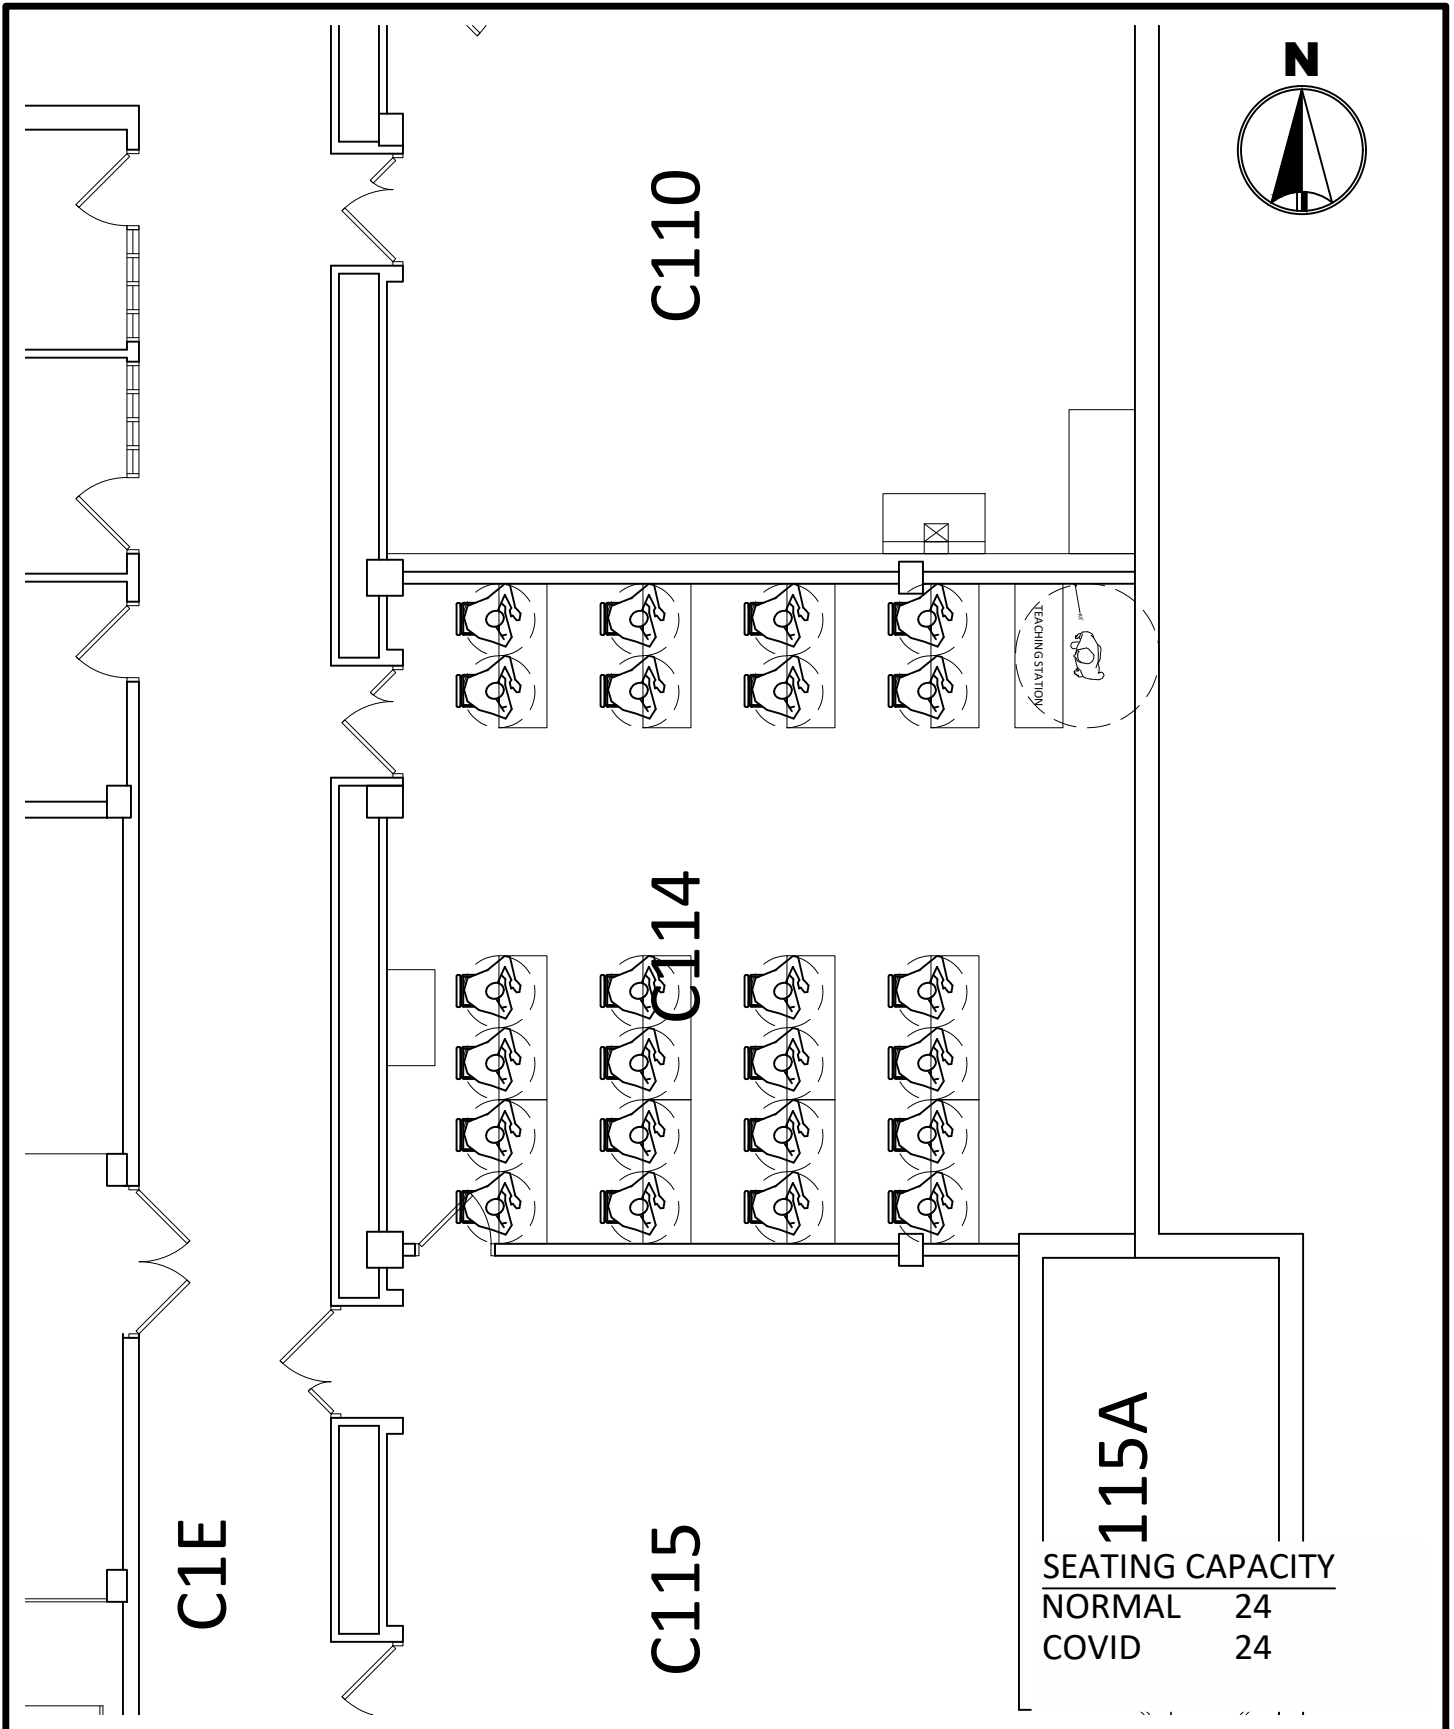 N
C110
TEACHING STATION
C114
115A
C1E
C115
SEATING CAPACITY
NORMAL 24
COVID 24